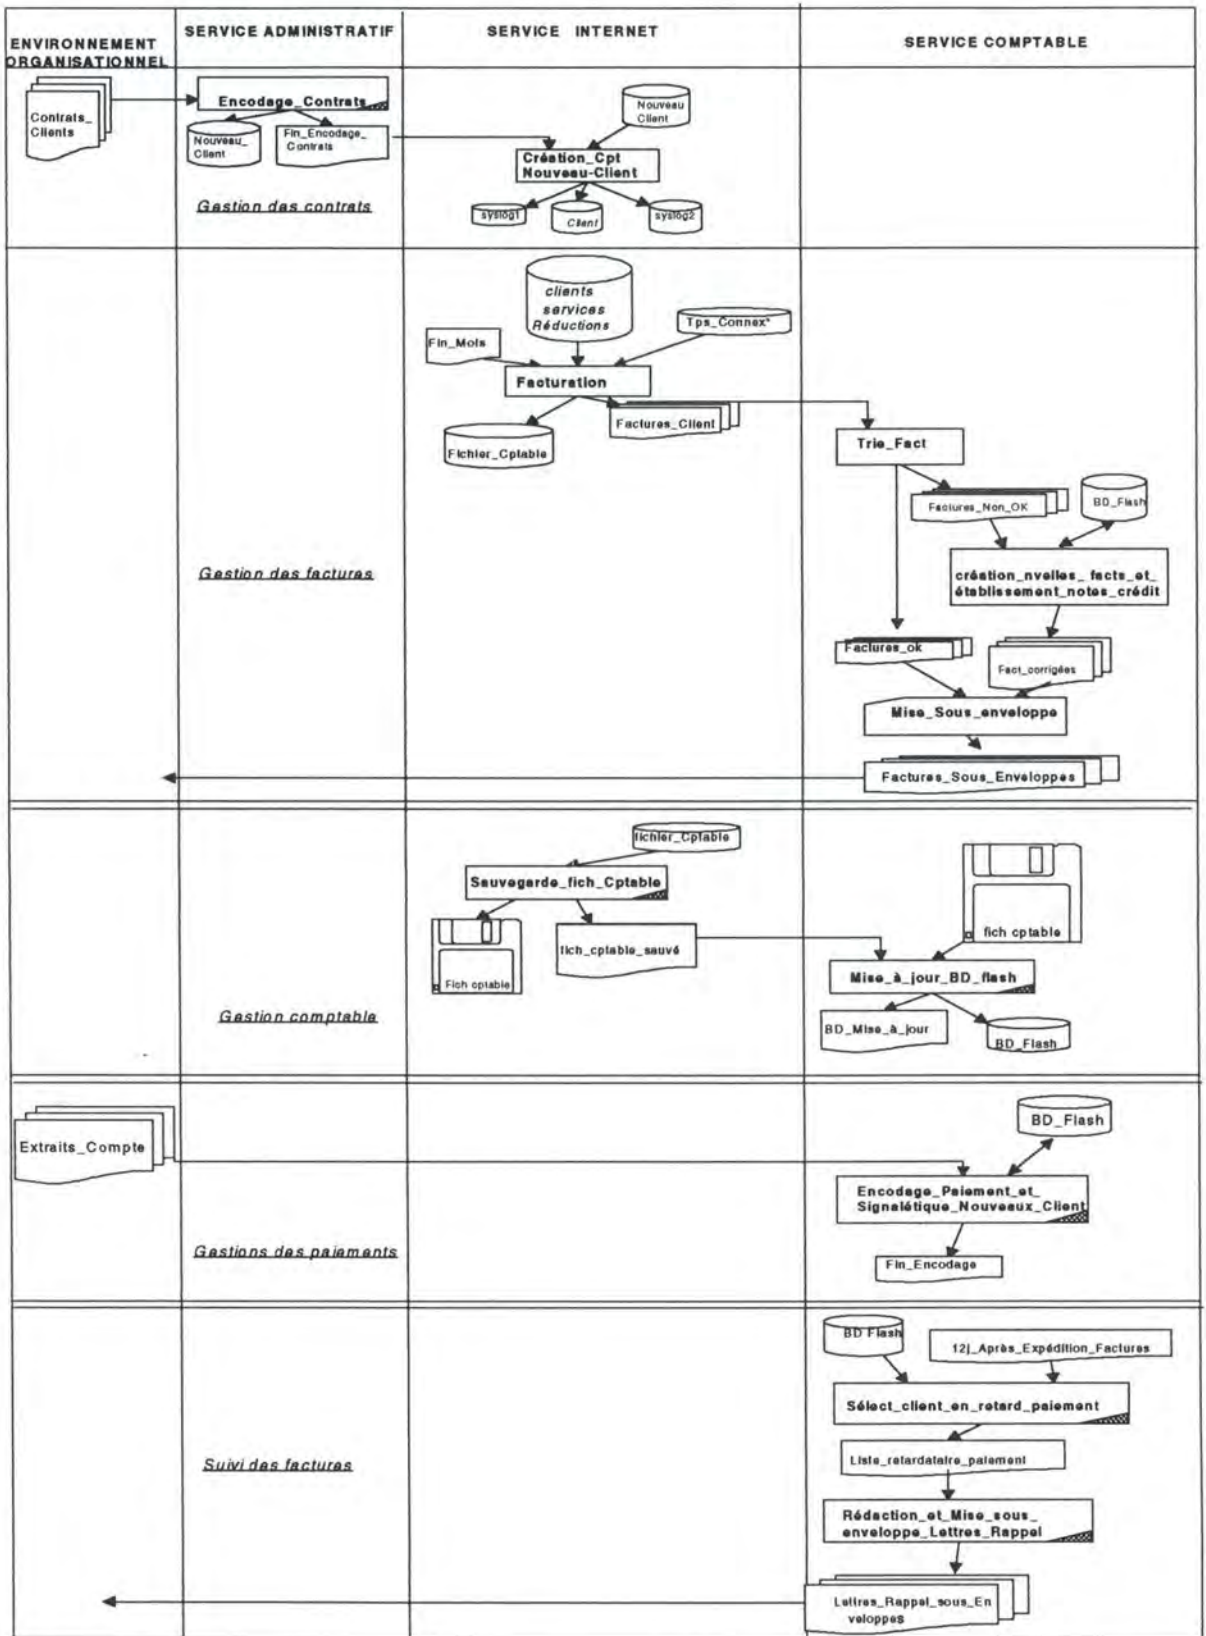 ENVIRONNEMENT
ORGANISATIONNEL
SERVICE ADMINISTRATIF
SERVICE INTERNET
SERVICE COMPTABLE
Contrats_
Clients
Encodage_Contrats
Nouveau_
Client
Fin_Encodage_
Contrats
Gestion des contrats
Nouveau
Client
Création_Cpt
Nouveau-Client
syslog1
Client
syslog2
clients
services
Réductions
Fin_Mois
Tps_Connex°
Facturation
Factures_Client
Fichier_Cptable
Trie_Fact
Factures_Non_OK
BD_Flash
création_nvelles_ facts_et_
établissement_notes_crédit
Gestion des factures
Factures_ok
Fact_corrigées
Mise_Sous_enveloppe
Factures_Sous_Enveloppes
fichier_Cptable
Sauvegarde_fich_Cptable
Fich cptable
fich_cptable_sauvé
fich cptable
Mise_à_jour_BD_flash
BD_Mise_à_jour
BD_Flash
Gestion comptable
Extraits_Compte
BD_Flash
Encodage_Paiement_et_
Signalétique_Nouveaux_Client
Fin_Encodage
Gestions des paiements
BD Flash
12j_Après_Expédition_Factures
Séléct_client_en_retard_paiement
Liste_retardataire_paiement
Suivi des factures
Rédaction_et_Mise_sous_
enveloppe_Lettres_Rappel
Lettres_Rappel_sous_En
veloppes